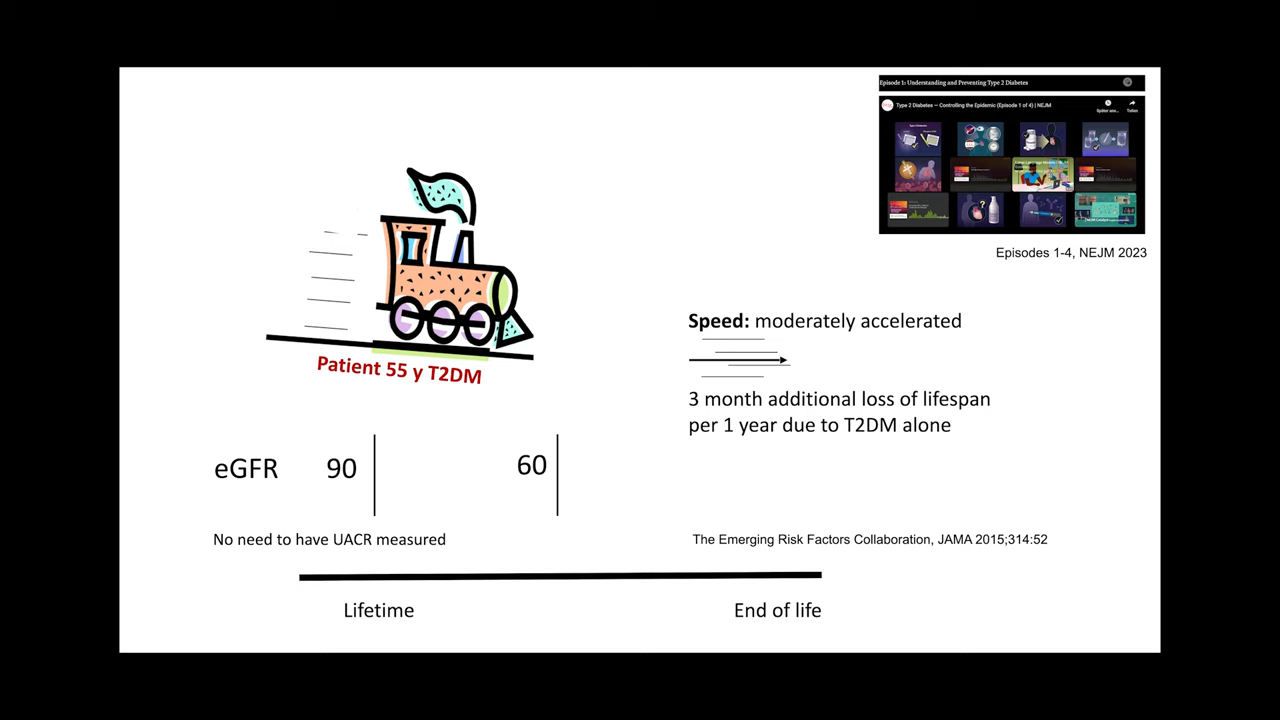 Episode 1: Understanding and Preventing Type 2 Diabetes
Type 2 Diabetes — Controlling the Epidemic (Episode 1 of 4) | NEJM
Später ans...
Teilen
Episodes 1-4, NEJM 2023
Speed: moderately accelerated
Patient 55 y T2DM
3 month additional loss of lifespan
per 1 year due to T2DM alone
eGFR 90 60
No need to have UACR measured
The Emerging Risk Factors Collaboration, JAMA 2015;314:52
Lifetime End of life